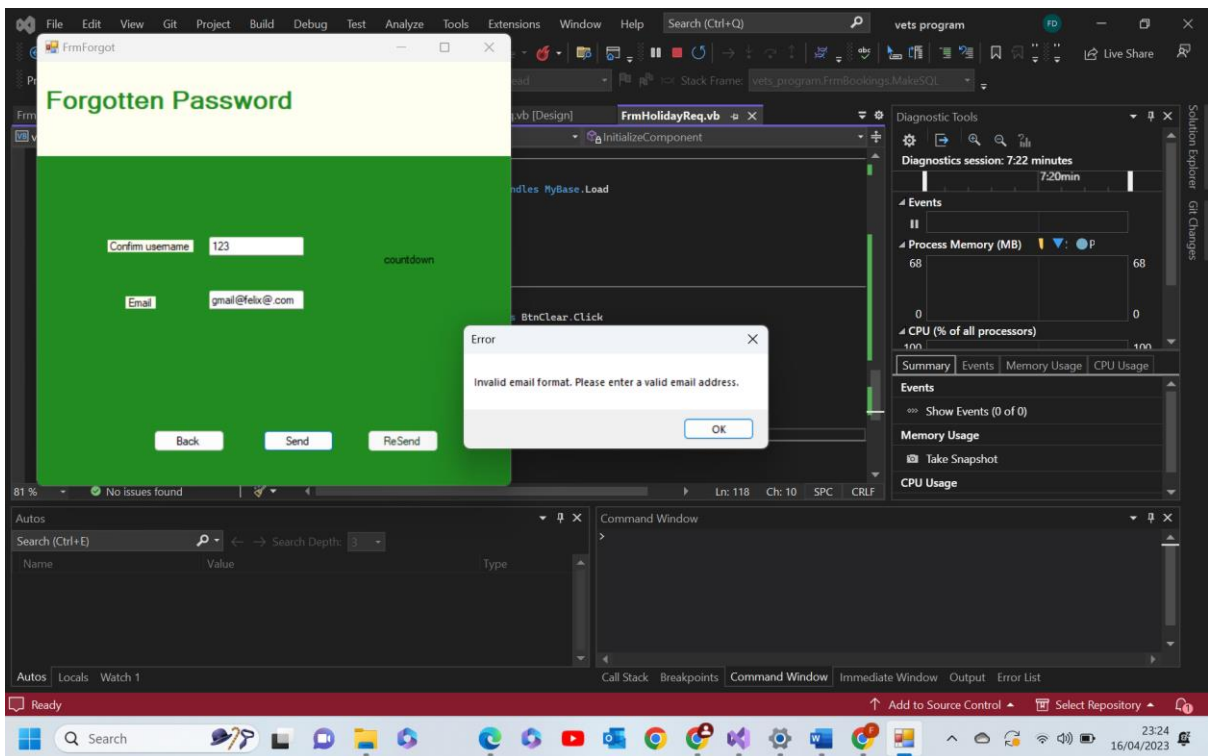 File Edit View Git Project Build Debug Test Analyze Tools Extensions Window Help Search (Ctrl+Q) vets program FD
FrmForgot
Live Share
Stack Frame: vets_program.FrmBookings.MakeSQL
Forgotten Password
.vb [Design] FrmHolidayReq.vb
InitializeComponent
ndles MyBase.Load
BtnClear.Click
Confim username 123
countdown
Email gmail@felix@.com
Back Send ReSend
Error
Invalid email format. Please enter a valid email address.
OK
Diagnostic Tools
Diagnostics session: 7:22 minutes
7:20min
Events
Process Memory (MB) P
68 68
0 0
CPU (% of all processors)
100 100
Summary Events Memory Usage CPU Usage
Events
Show Events (0 of 0)
Memory Usage
Take Snapshot
CPU Usage
Solution Explorer
Git Changes
81 % No issues found Ln: 118 Ch: 10 SPC CRLF
Autos
Search (Ctrl+E) Search Depth: 3
Name Value Type
Command Window
>
Autos Locals Watch 1
Call Stack Breakpoints Command Window Immediate Window Output Error List
Ready Add to Source Control Select Repository
Search
23:24
16/04/2023